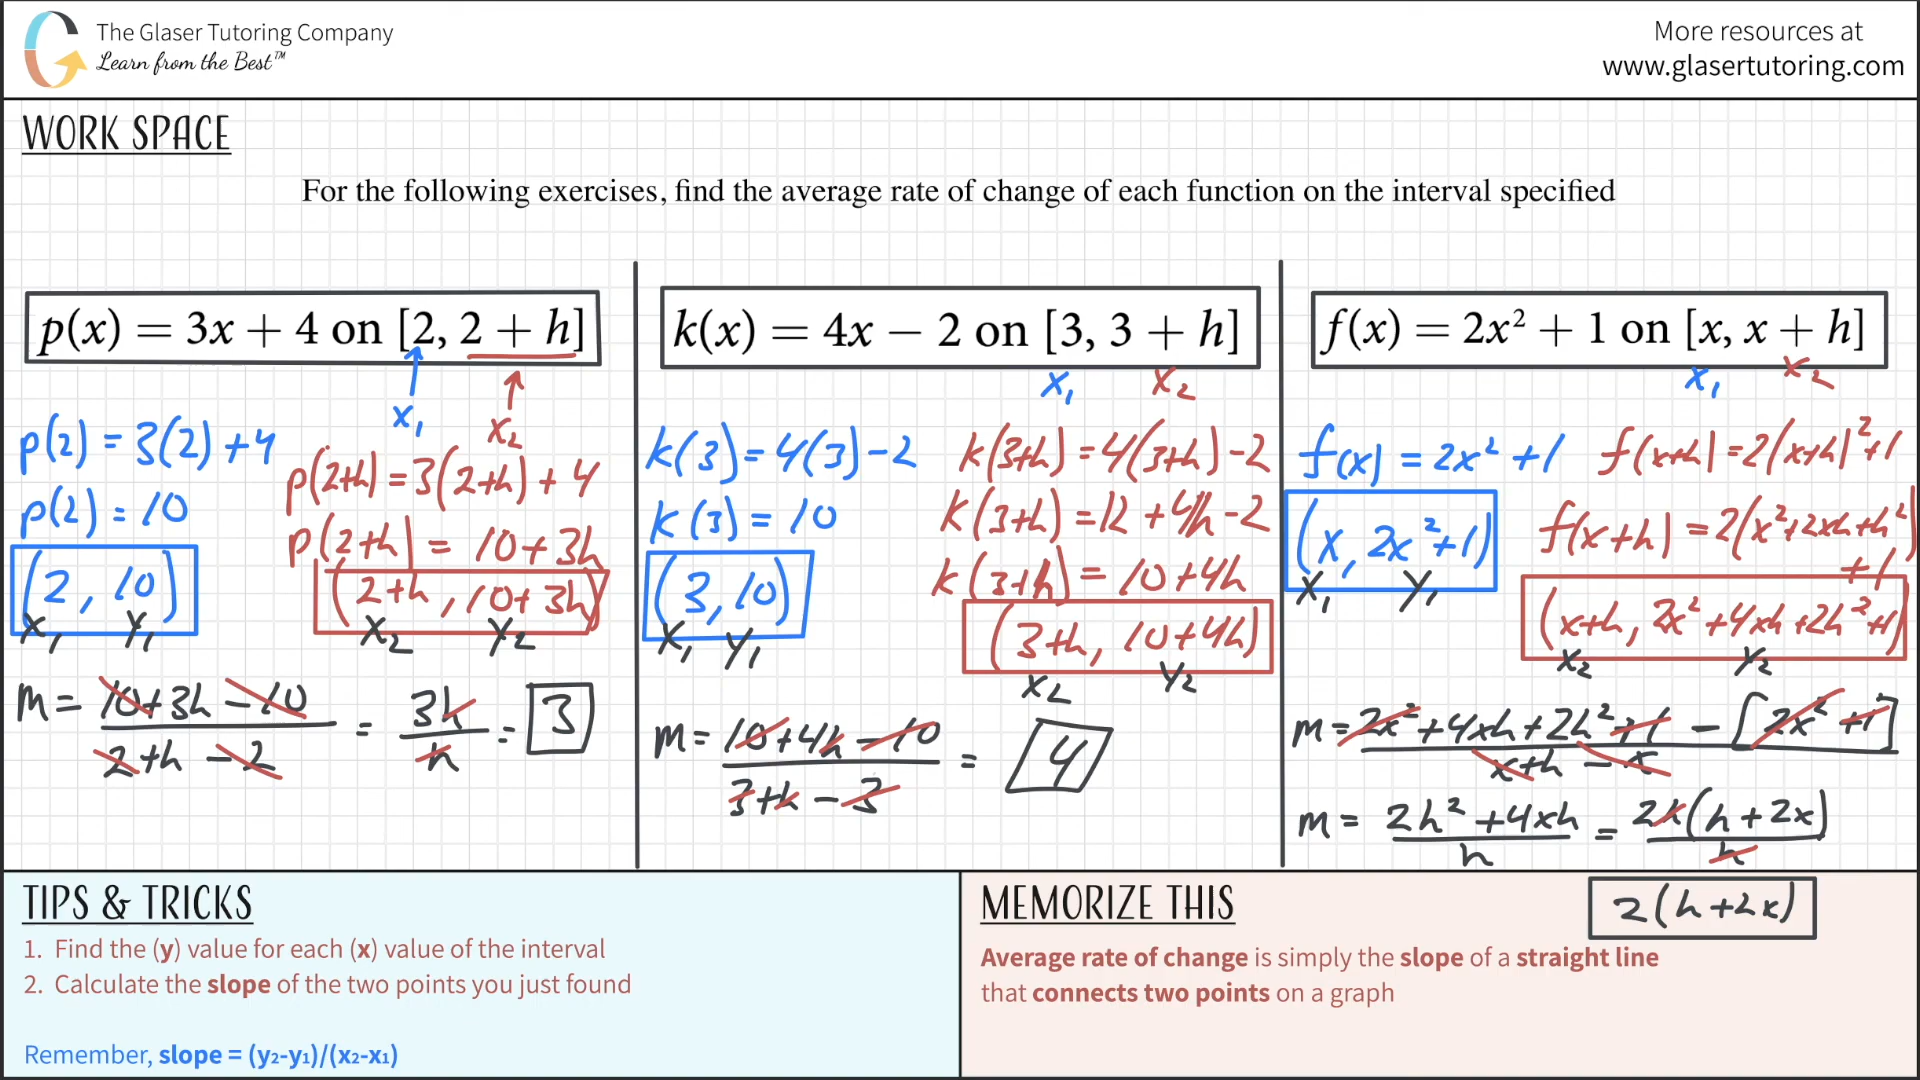 The Glaser Tutoring Company
Learn from the Best™
More resources at
www.glasertutoring.com
WORK SPACE
For the following exercises, find the average rate of change of each function on the interval specified
p(x) = 3x + 4 on [2, 2 + h]
x₁
x₂
p(2) = 3(2) + 4
p(2) = 10
(2, 10)
x₁ y₁
p(2+h) = 3(2+h) + 4
p(2+h) = 10 + 3h
(2+h, 10+3h)
x₂ y₂
m = (10+3h-10)/(2+h-2) = 3h/h = 3
k(x) = 4x − 2 on [3, 3 + h]
x₁ x₂
k(3) = 4(3) - 2
k(3) = 10
(3, 10)
x₁ y₁
k(3+h) = 4(3+h) - 2
k(3+h) = 12 + 4h - 2
k(3+h) = 10 + 4h
(3+h, 10+4h)
x₂ y₂
m = (10+4h-10)/(3+h-3) = 4
f(x) = 2x² + 1 on [x, x + h]
x₁ x₂
f(x) = 2x² + 1
(x, 2x²+1)
x₁ y₁
f(x+h) = 2(x+h)² + 1
f(x+h) = 2(x²+2xh+h²)
+1
(x+h, 2x²+4xh+2h²+1)
x₂ y₂
m = (2x²+4xh+2h²+1 - [2x²+1])/(x+h-x)
m = (2h²+4xh)/h = 2h(h+2x)/h
2(h+2x)
TIPS & TRICKS
1. Find the (y) value for each (x) value of the interval
2. Calculate the slope of the two points you just found
Remember, slope = (y₂-y₁)/(x₂-x₁)
MEMORIZE THIS
Average rate of change is simply the slope of a straight line
that connects two points on a graph